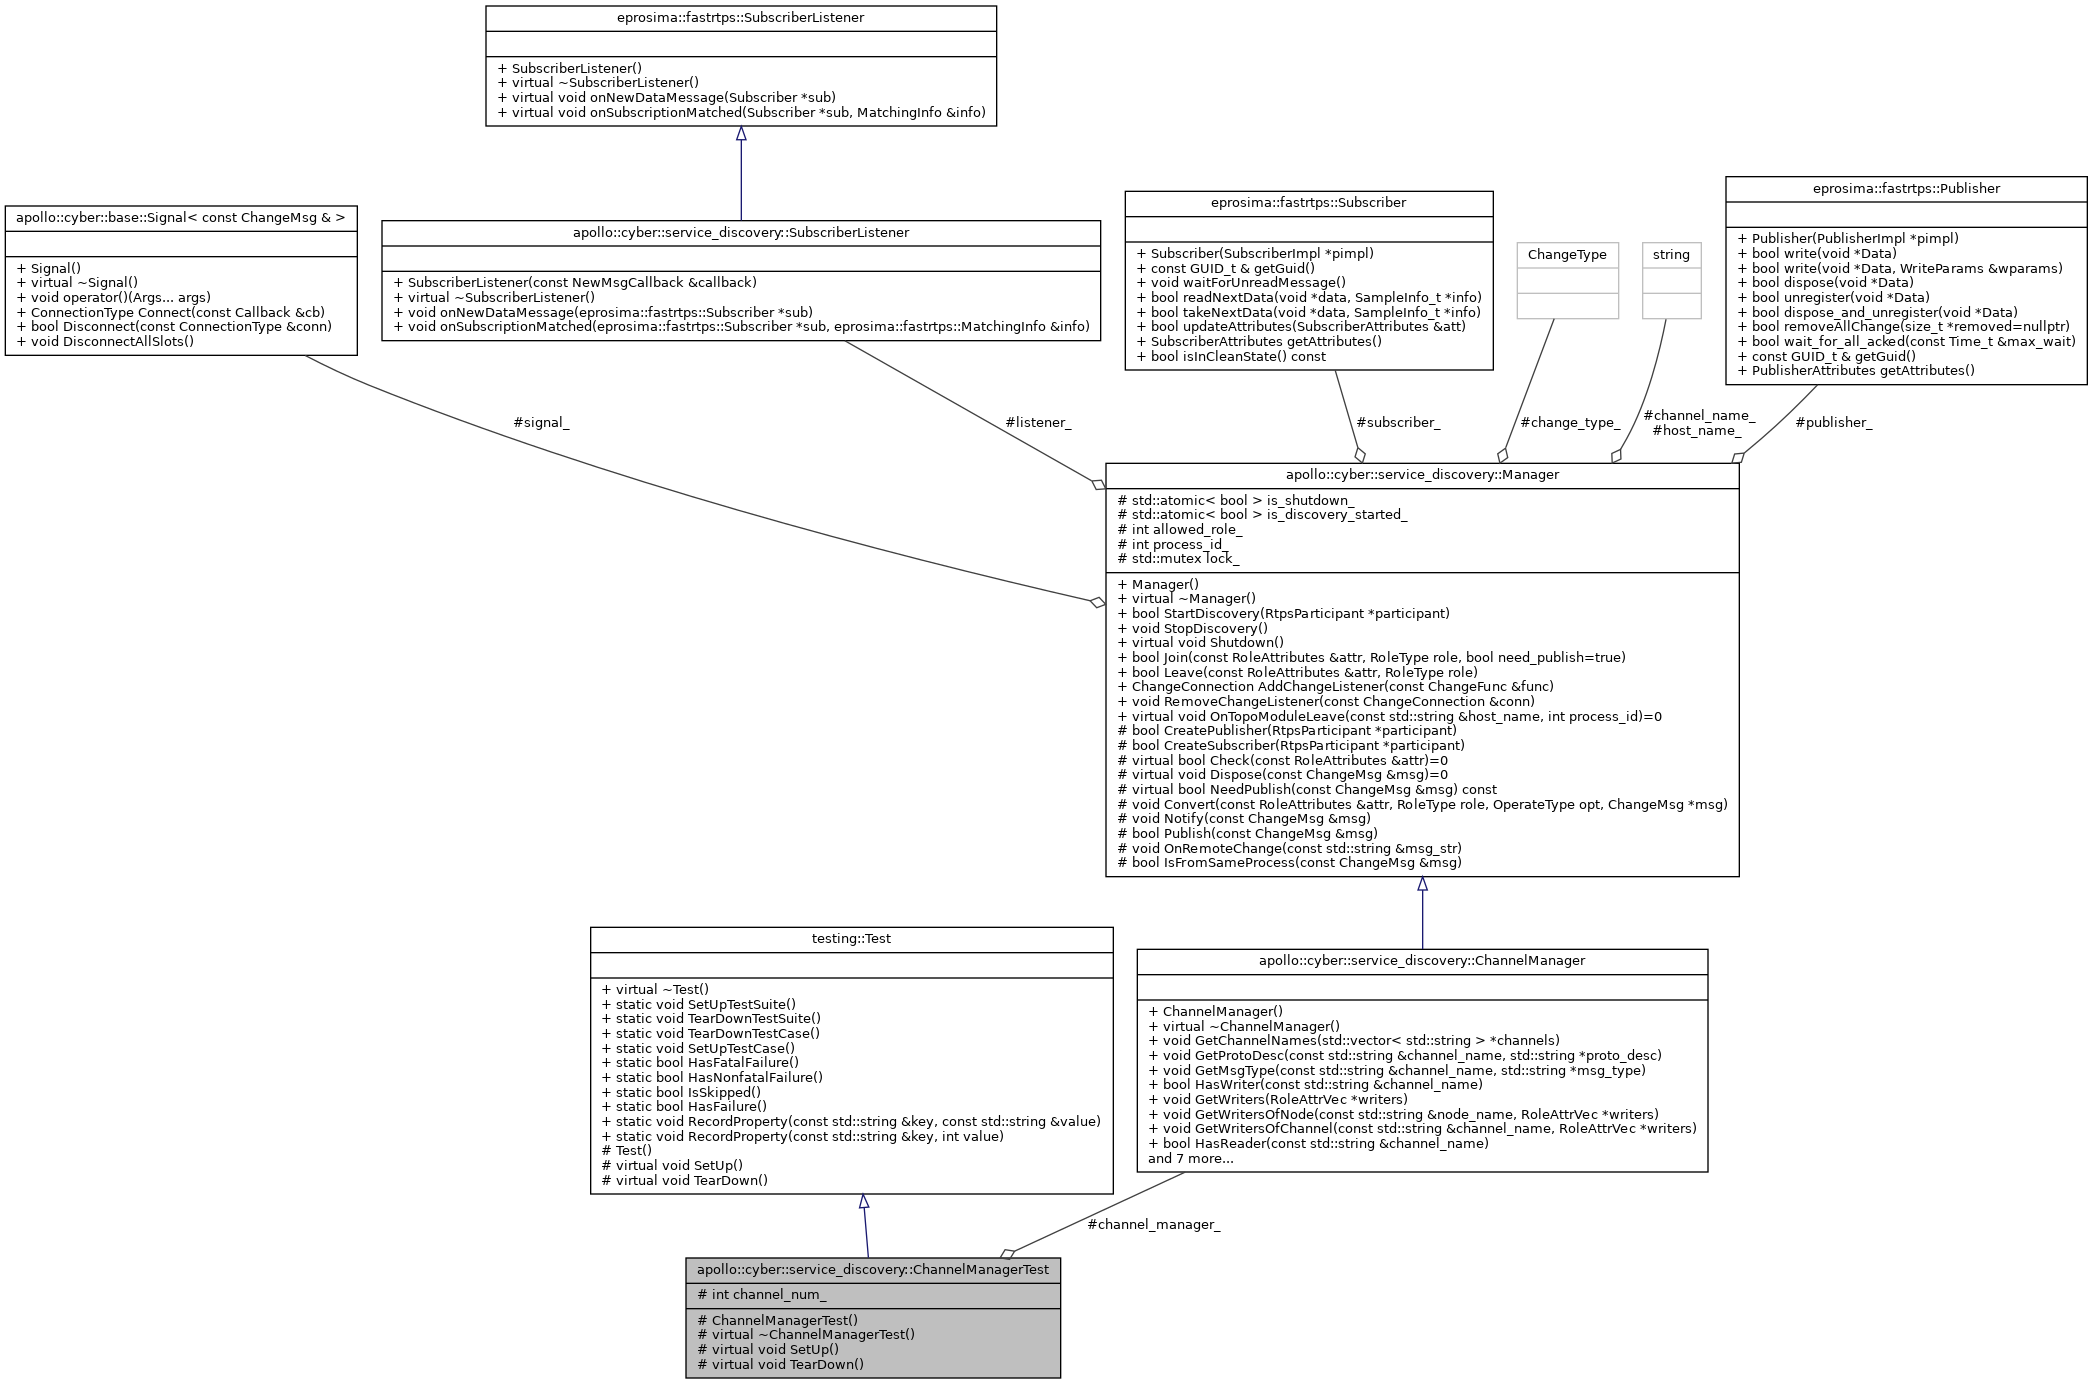 eprosima::fastrtps::SubscriberListener
+ SubscriberListener()
+ virtual ~SubscriberListener()
+ virtual void onNewDataMessage(Subscriber *sub)
+ virtual void onSubscriptionMatched(Subscriber *sub, MatchingInfo &info)
apollo::cyber::base::Signal< const ChangeMsg & >
+ Signal()
+ virtual ~Signal()
+ void operator()(Args... args)
+ ConnectionType Connect(const Callback &cb)
+ bool Disconnect(const ConnectionType &conn)
+ void DisconnectAllSlots()
apollo::cyber::service_discovery::SubscriberListener
+ SubscriberListener(const NewMsgCallback &callback)
+ virtual ~SubscriberListener()
+ void onNewDataMessage(eprosima::fastrtps::Subscriber *sub)
+ void onSubscriptionMatched(eprosima::fastrtps::Subscriber *sub, eprosima::fastrtps::MatchingInfo &info)
eprosima::fastrtps::Subscriber
+ Subscriber(SubscriberImpl *pimpl)
+ const GUID_t & getGuid()
+ void waitForUnreadMessage()
+ bool readNextData(void *data, SampleInfo_t *info)
+ bool takeNextData(void *data, SampleInfo_t *info)
+ bool updateAttributes(SubscriberAttributes &att)
+ SubscriberAttributes getAttributes()
+ bool isInCleanState() const
ChangeType
string
eprosima::fastrtps::Publisher
+ Publisher(PublisherImpl *pimpl)
+ bool write(void *Data)
+ bool write(void *Data, WriteParams &wparams)
+ bool dispose(void *Data)
+ bool unregister(void *Data)
+ bool dispose_and_unregister(void *Data)
+ bool removeAllChange(size_t *removed=nullptr)
+ bool wait_for_all_acked(const Time_t &max_wait)
+ const GUID_t & getGuid()
+ PublisherAttributes getAttributes()
#signal_
#listener_
#subscriber_
#change_type_
#channel_name_
#host_name_
#publisher_
apollo::cyber::service_discovery::Manager
# std::atomic< bool > is_shutdown_
# std::atomic< bool > is_discovery_started_
# int allowed_role_
# int process_id_
# std::mutex lock_
+ Manager()
+ virtual ~Manager()
+ bool StartDiscovery(RtpsParticipant *participant)
+ void StopDiscovery()
+ virtual void Shutdown()
+ bool Join(const RoleAttributes &attr, RoleType role, bool need_publish=true)
+ bool Leave(const RoleAttributes &attr, RoleType role)
+ ChangeConnection AddChangeListener(const ChangeFunc &func)
+ void RemoveChangeListener(const ChangeConnection &conn)
+ virtual void OnTopoModuleLeave(const std::string &host_name, int process_id)=0
# bool CreatePublisher(RtpsParticipant *participant)
# bool CreateSubscriber(RtpsParticipant *participant)
# virtual bool Check(const RoleAttributes &attr)=0
# virtual void Dispose(const ChangeMsg &msg)=0
# virtual bool NeedPublish(const ChangeMsg &msg) const
# void Convert(const RoleAttributes &attr, RoleType role, OperateType opt, ChangeMsg *msg)
# void Notify(const ChangeMsg &msg)
# bool Publish(const ChangeMsg &msg)
# void OnRemoteChange(const std::string &msg_str)
# bool IsFromSameProcess(const ChangeMsg &msg)
testing::Test
+ virtual ~Test()
+ static void SetUpTestSuite()
+ static void TearDownTestSuite()
+ static void TearDownTestCase()
+ static void SetUpTestCase()
+ static bool HasFatalFailure()
+ static bool HasNonfatalFailure()
+ static bool IsSkipped()
+ static bool HasFailure()
+ static void RecordProperty(const std::string &key, const std::string &value)
+ static void RecordProperty(const std::string &key, int value)
# Test()
# virtual void SetUp()
# virtual void TearDown()
apollo::cyber::service_discovery::ChannelManager
+ ChannelManager()
+ virtual ~ChannelManager()
+ void GetChannelNames(std::vector< std::string > *channels)
+ void GetProtoDesc(const std::string &channel_name, std::string *proto_desc)
+ void GetMsgType(const std::string &channel_name, std::string *msg_type)
+ bool HasWriter(const std::string &channel_name)
+ void GetWriters(RoleAttrVec *writers)
+ void GetWritersOfNode(const std::string &node_name, RoleAttrVec *writers)
+ void GetWritersOfChannel(const std::string &channel_name, RoleAttrVec *writers)
+ bool HasReader(const std::string &channel_name)
and 7 more...
#channel_manager_
apollo::cyber::service_discovery::ChannelManagerTest
# int channel_num_
# ChannelManagerTest()
# virtual ~ChannelManagerTest()
# virtual void SetUp()
# virtual void TearDown()